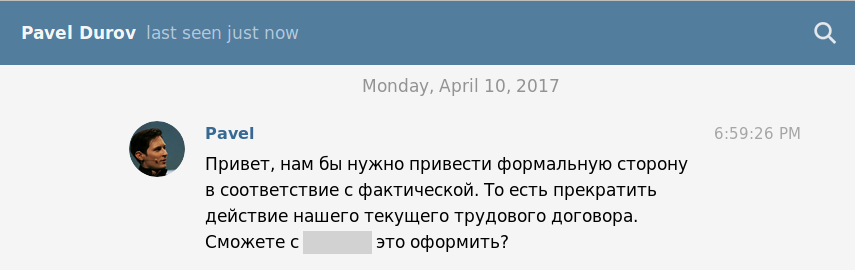 Pavel Durov last seen just now
Monday, April 10, 2017
Pavel 6:59:26 PM
Привет, нам бы нужно привести формальную сторону
в соответствие с фактической. То есть прекратить
действие нашего текущего трудового договора.
Сможете с это оформить?